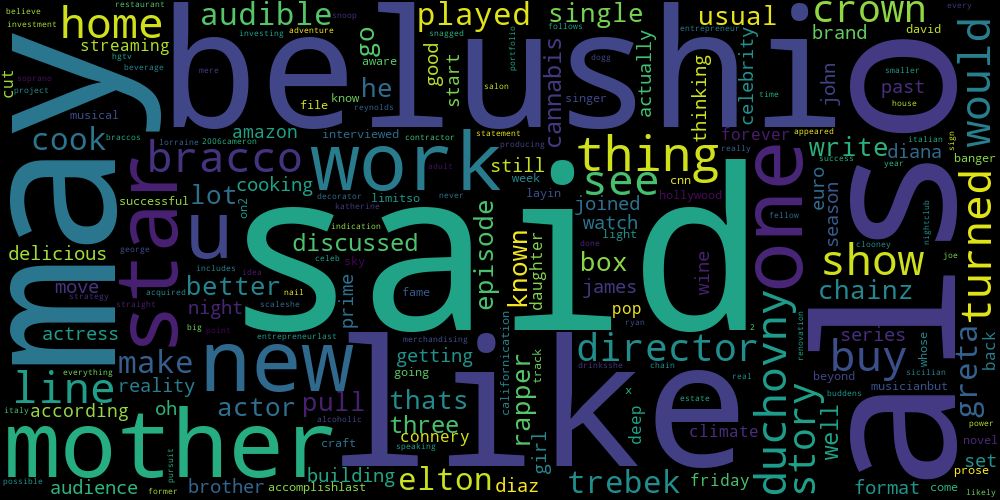 restaurant
believe
investment
home
streaming
audible
snoop
investing
adventure
played
snagged
portfolio
follows
single
usual
entrepreneur
every
crown
brand
david
cut
soprano
hgtv
project
beverage
mere
go
aware
good
start
dogg
salon
cannabis
actually
thinking
celebrity
time
john
smaller
past
house
would
may
belushi
also
he
file
know
reynolds
singer
musical
cook
braccos
lorraine
2006cameron
amazon
interviewed
contractor
statement
appeared
producing
really
forever
write
italian
sign
success
year
diana
banger
star
bracco
work
still
thing
see
cnn
hollywood
one
adult
never
week
layin
euro
season
successful
lot
cooking
on2
decorator
katherine
limitso
joined
watch
light
fellow
said
george
u
indication
discussed
done
delicious
includes
celeb
sky
episode
known
daughter
box
wine
clooney
nightclub
joe
show
turned
move
strategy
straight
acquired
nail
idea
scaleshe
better
night
prime
fame
james
pop
ryan
2
duchovny
chainz
actress
big
point
entrepreneurlast
merchandising
californication
track
drinksshe
chain
director
real
renovation
series
whose
greta
back
everything
make
new
like
getting
going
buy
beyond
sicilian
musicianbut
line
reality
actor
pull
thats
three
rapper
x
estate
story
buddens
power
italy
according
oh
alcoholic
connery
speaking
deep
climate
well
novel
mother
craft
girl
set
prose
possible
pursuit
building
audience
former
brother
accomplishlast
elton
diaz
trebek
friday
format
come
likely